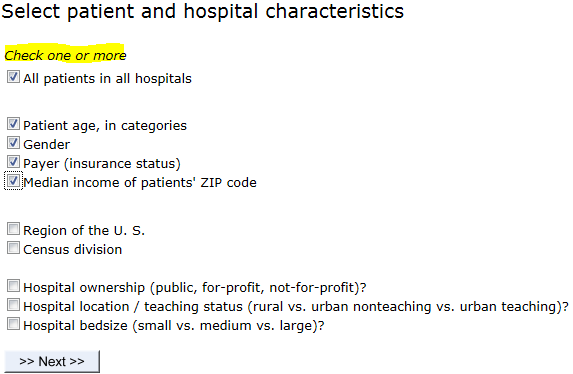 Select patient and hospital characteristics
Check one or more
All patients in all hospitals
Patient age, in categories
Gender
Payer (insurance status)
Median income of patients' ZIP code
Region of the U. S.
Census division
Hospital ownership (public, for-profit, not-for-profit)?
Hospital location / teaching status (rural vs. urban nonteaching vs. urban teaching)?
Hospital bedsize (small vs. medium vs. large)?
>> Next >>